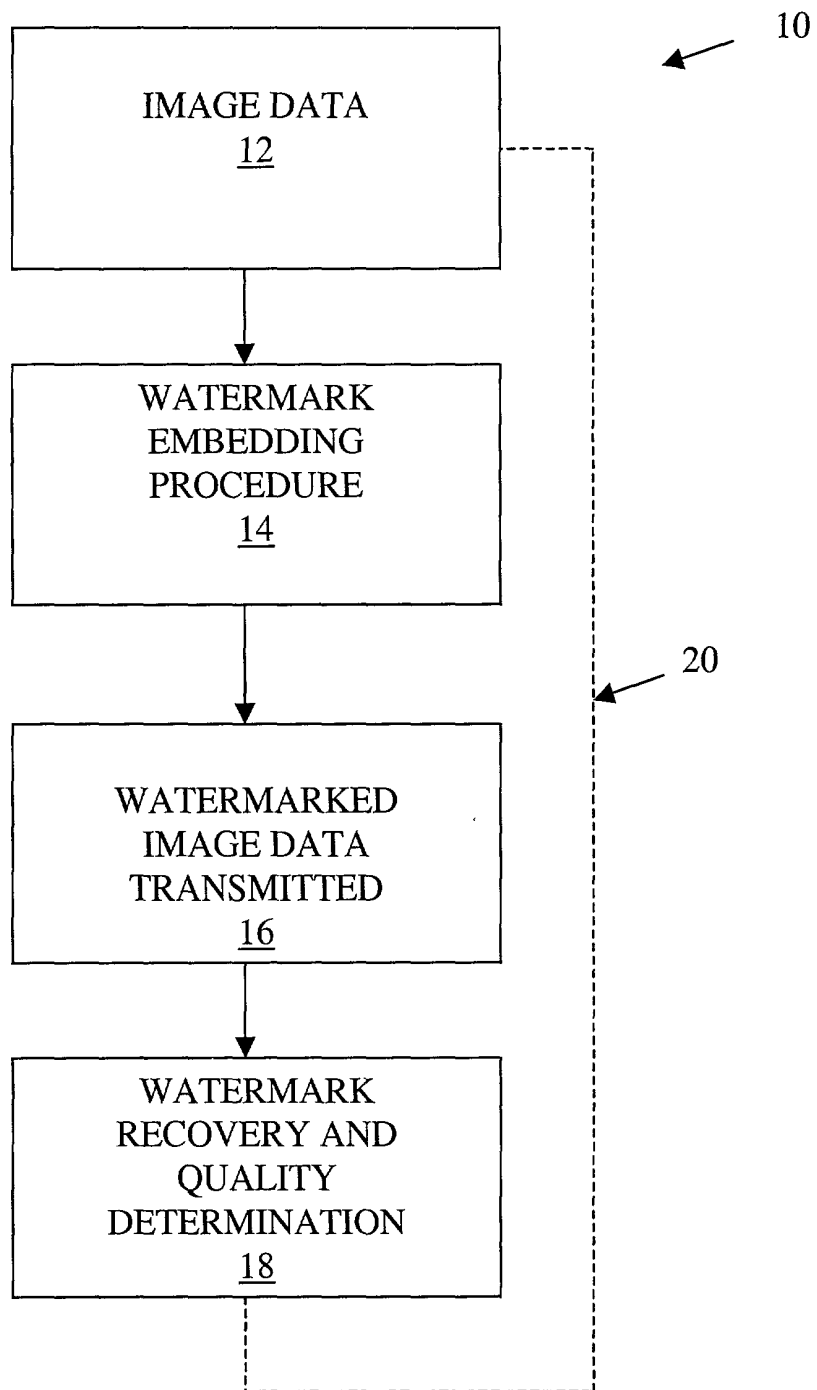 10
IMAGE DATA
12
WATERMARK
EMBEDDING
PROCEDURE
14
20
WATERMARKED
IMAGE DATA
TRANSMITTED
16
WATERMARK
RECOVERY AND
QUALITY
DETERMINATION
18